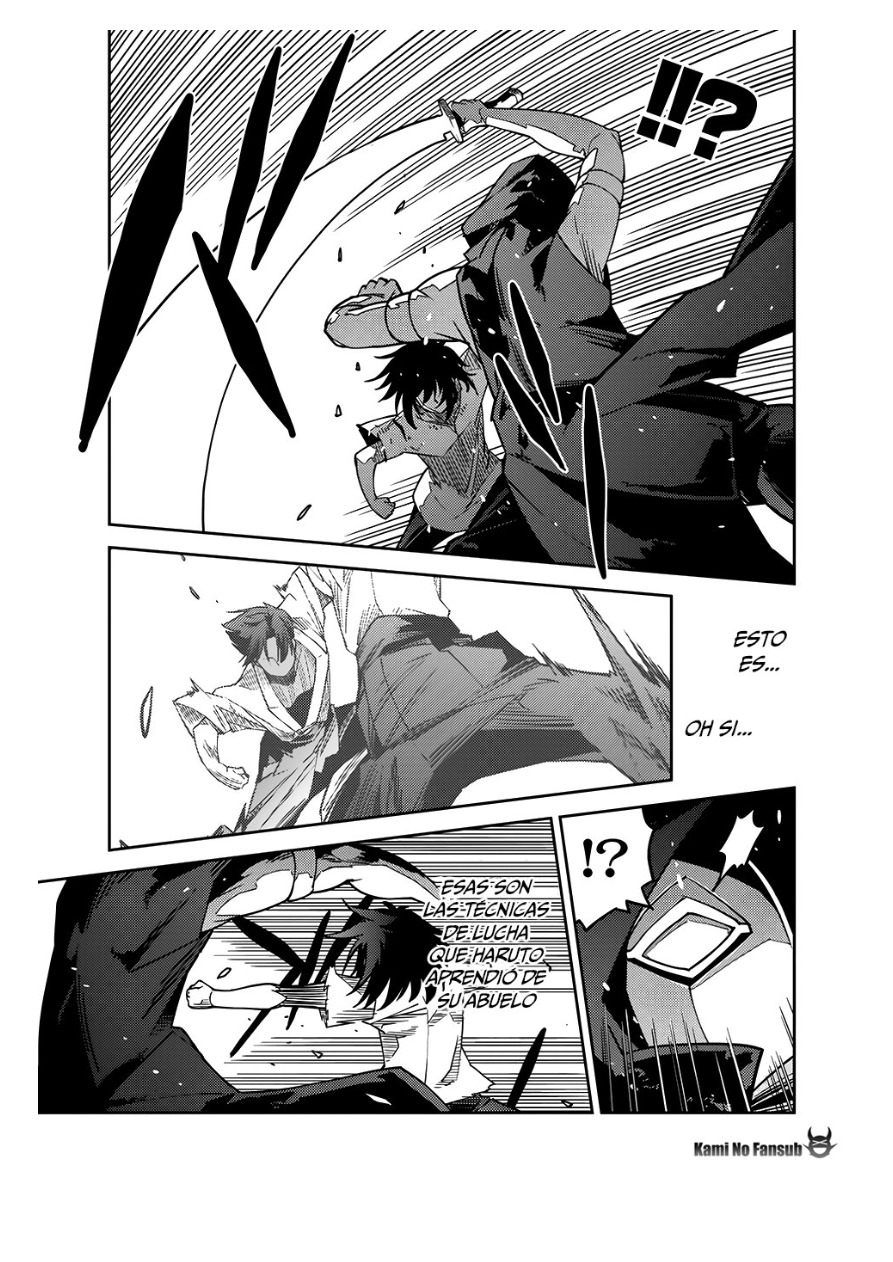 !!?
ESTO
ES...
OH SI...
!?
ESAS SON
LAS TÉCNICAS
DE LUCHA
QUE HARUTO
APRENDIÓ DE
SU ABUELO
Kami No Fansub